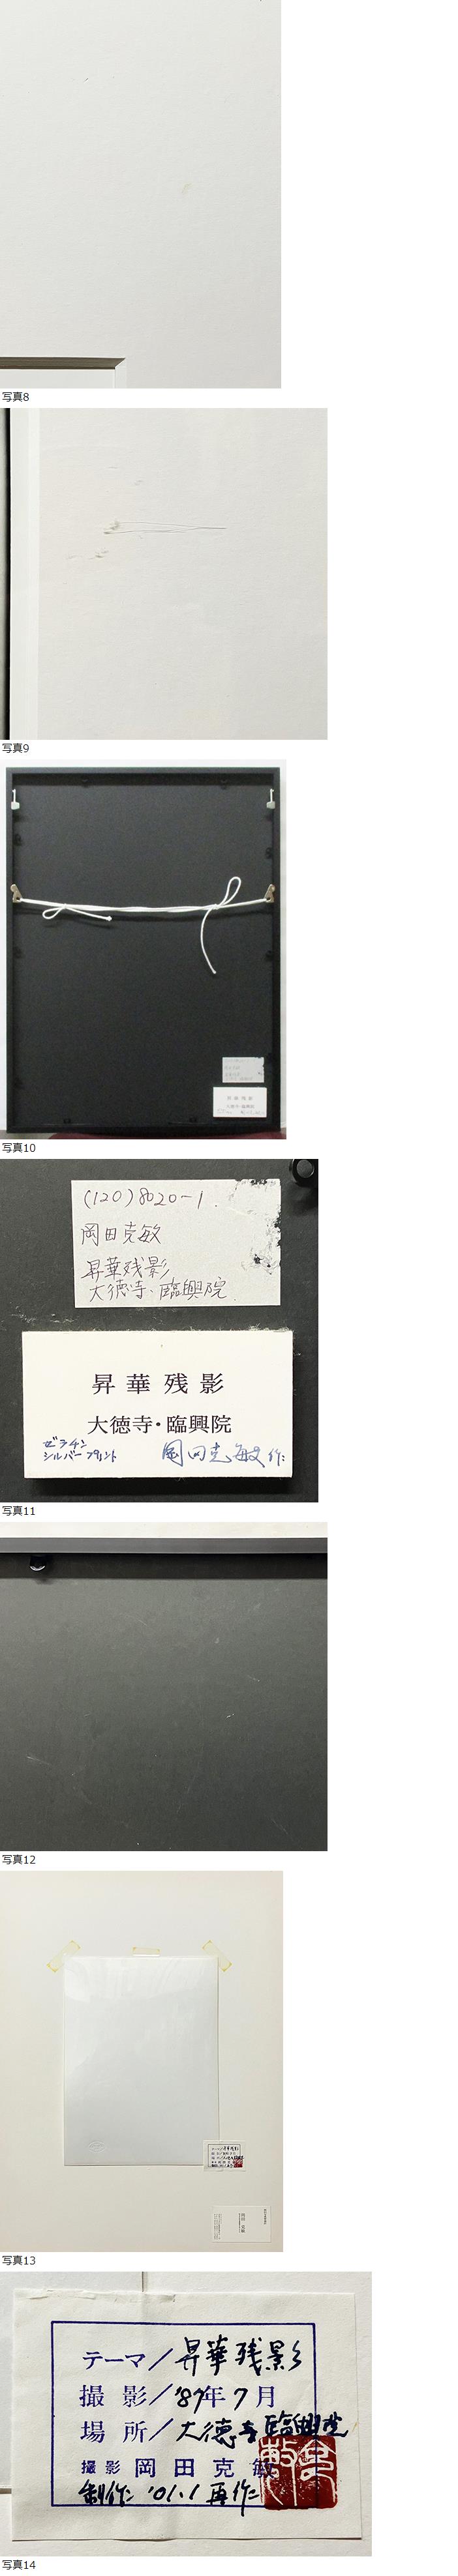 写真8
写真9
写真10
写真11
(120)8020-1
岡田克敏
昇華残影
大徳寺・臨興院
昇華残影
大徳寺・臨興院
ゼラチン
シルバープリント
岡田克敏作
写真12
写真13
写真14
テーマ/昇華残影
撮影/'87年7月
場所/大徳寺臨興院
撮影 岡田克敏
制作 '01.1 再作